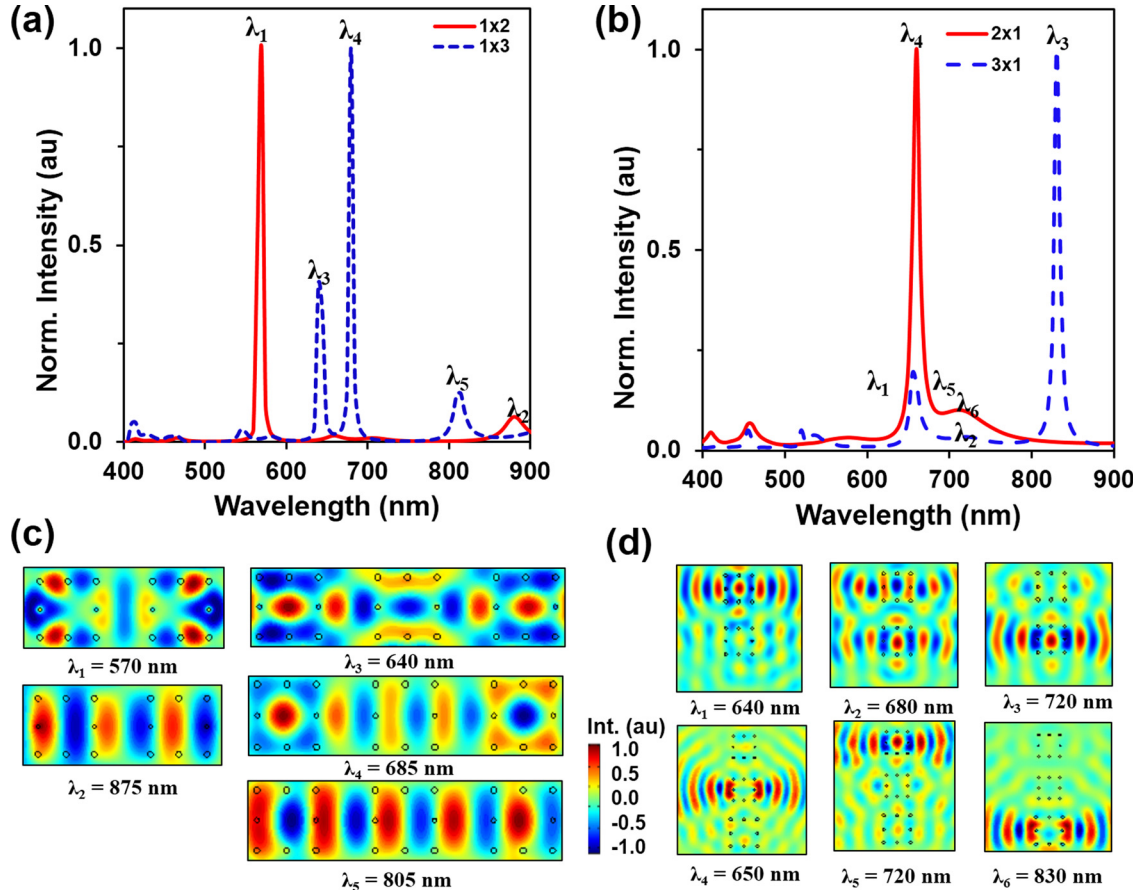 (a)
λ1
λ4
1x2
1x3
1.0
λ3
0.5
λ5
λ2
0.0
400 500 600 700 800 900
Norm. Intensity (au)
Wavelength (nm)
(b)
λ4
2x1
λ3
3x1
1.0
0.5
λ1
λ5
λ6
λ2
0.0
400 500 600 700 800 900
Norm. Intensity (au)
Wavelength (nm)
(c)
λ1 = 570 nm
λ3 = 640 nm
λ2 = 875 nm
λ4 = 685 nm
λ5 = 805 nm
Int. (au)
1.0
0.5
0.0
-0.5
-1.0
(d)
λ1 = 640 nm
λ2 = 680 nm
λ3 = 720 nm
λ4 = 650 nm
λ5 = 720 nm
λ6 = 830 nm